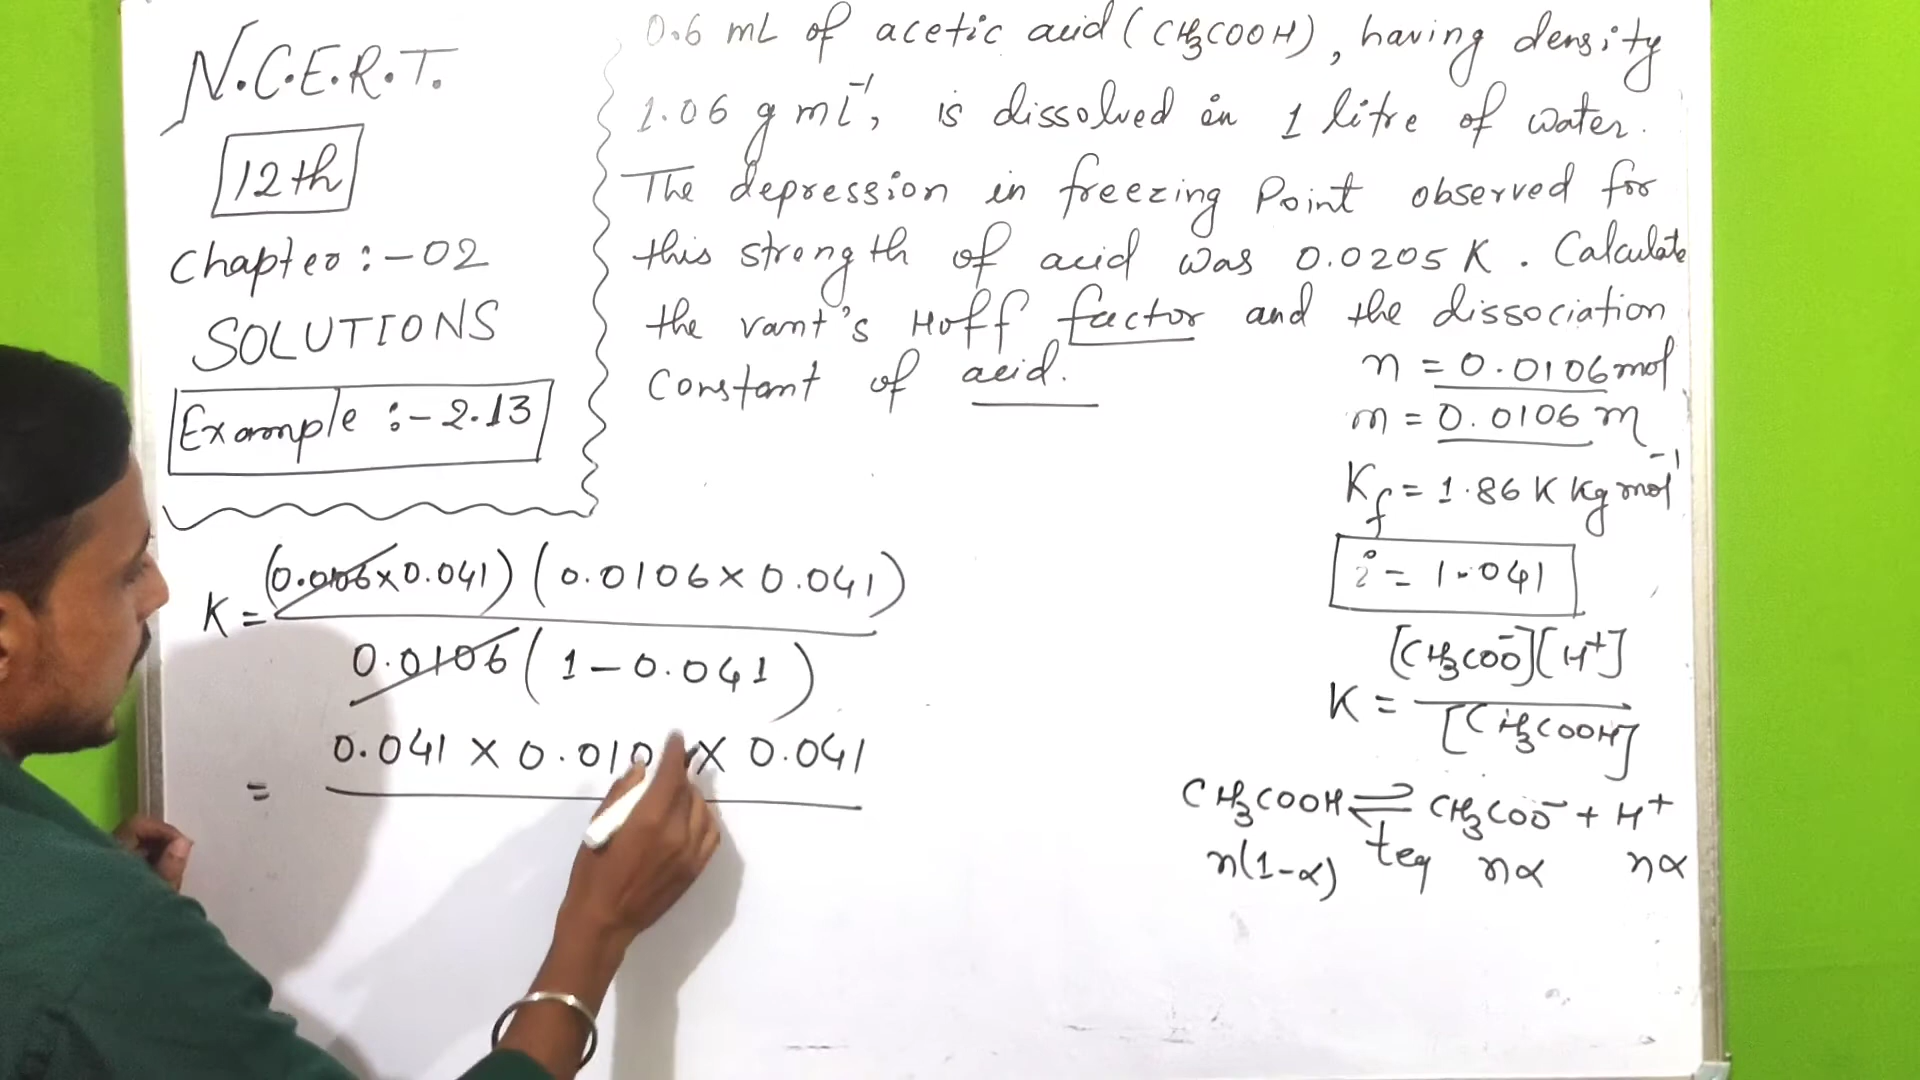 N.C.E.R.T.
12th
Chapter :- 02
SOLUTIONS
Example :- 2.13
0.6 mL of acetic acid (CH₃COOH), having density
1.06 g mL⁻¹, is dissolved in 1 litre of water.
The depression in freezing Point observed for
this strength of acid was 0.0205 K. Calculate
the vant's Hoff factor and the dissociation
Constant of acid.
n = 0.0106 mol
m = 0.0106 m
K_f = 1.86 K Kg mol⁻¹
i = 1.041
K = [CH₃COO⁻][H⁺] / [CH₃COOH]
CH₃COOH ⇌ CH₃COO⁻ + H⁺
n(1-α) teq nα nα
K = (0.0106 × 0.041) (0.0106 × 0.041)
0.0106 (1 - 0.041)
= 0.041 × 0.010 × 0.041